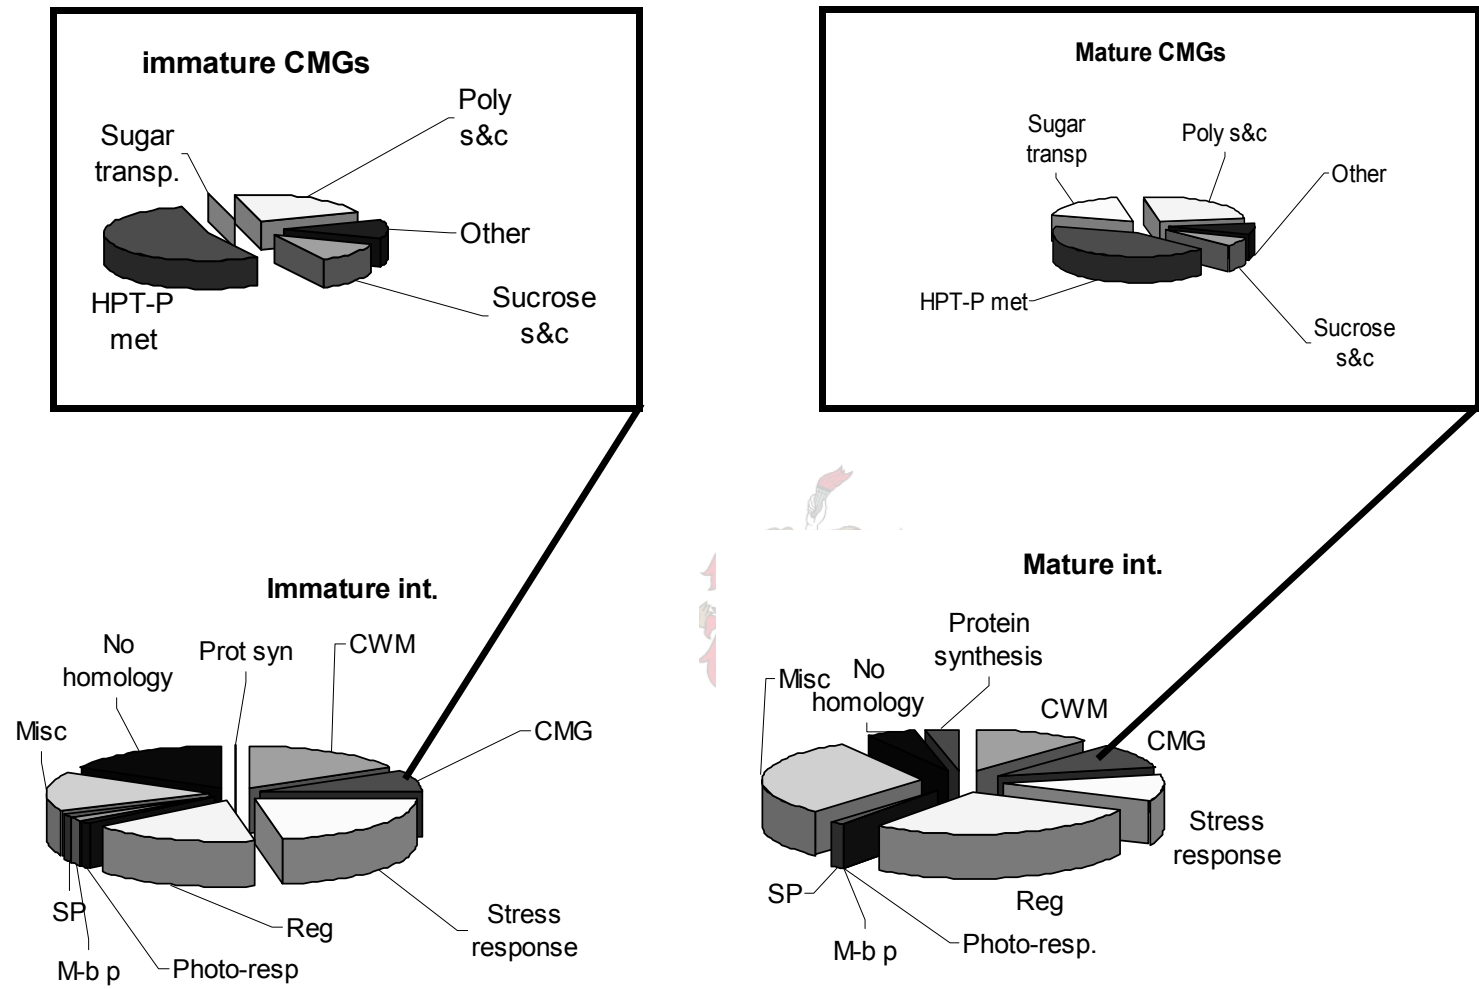 immature CMGs
Poly
s&c
Sugar
transp.
Other
HPT-P
met
Sucrose
s&c
Mature CMGs
Sugar
transp
Poly s&c
Other
HPT-P met
Sucrose
s&c
Immature int.
No
homology
Prot syn
CWM
Misc
CMG
SP
M-b p
Photo-resp
Reg
Stress
response
Mature int.
Protein
synthesis
Misc
No
homology
CWM
CMG
Stress
response
SP
M-b p
Photo-resp.
Reg